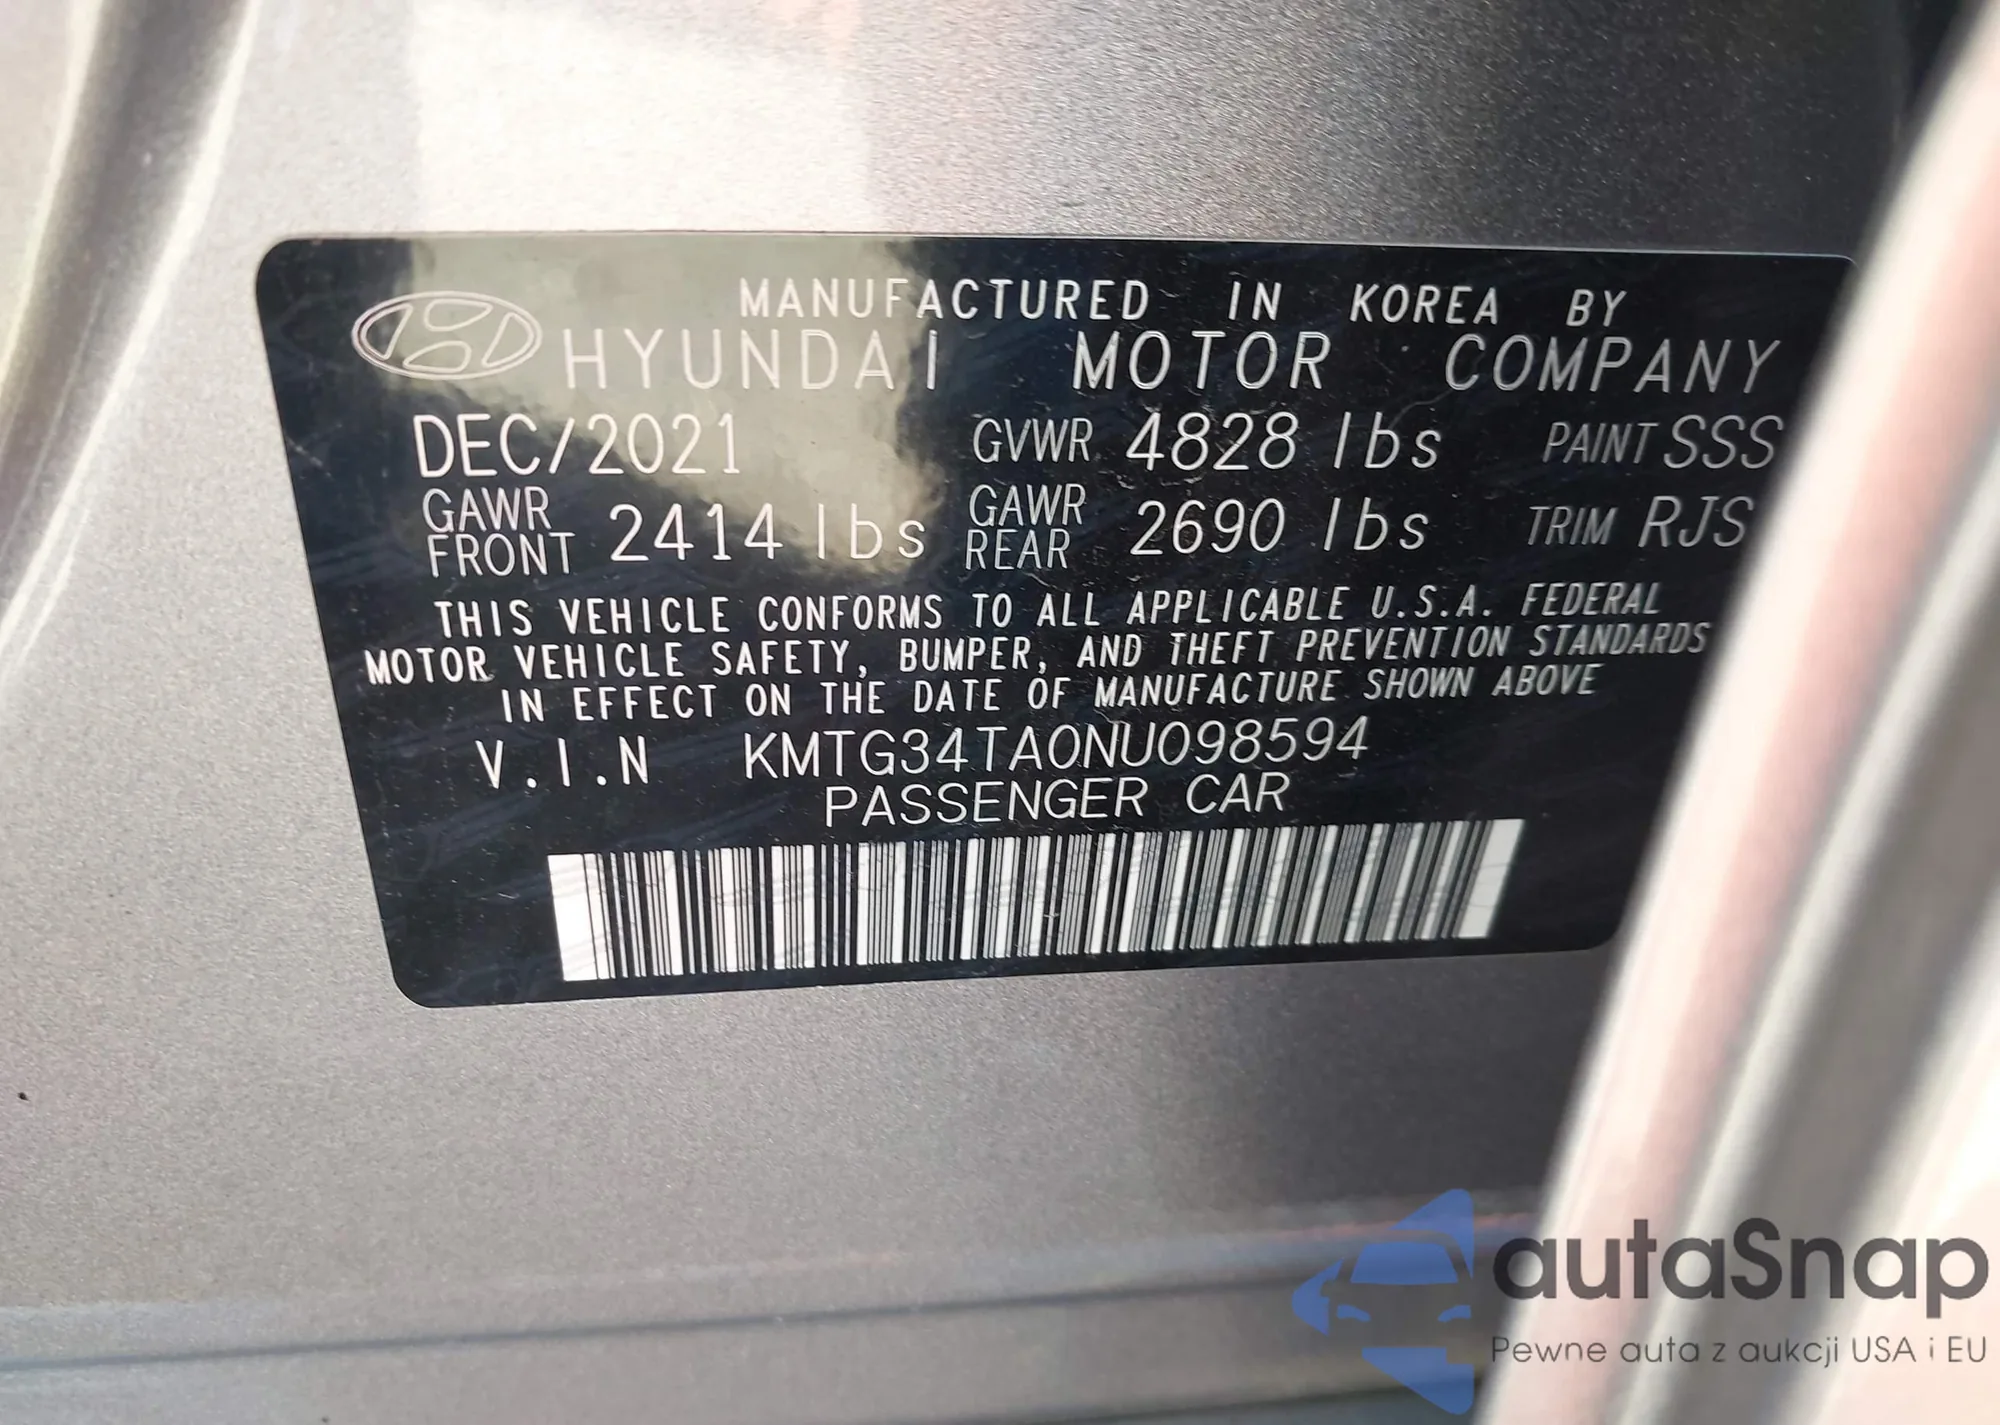 MANUFACTURED IN KOREA BY
HYUNDAI MOTOR COMPANY
DEC/2021 GVWR 4828 lbs PAINT SSS
GAWR FRONT 2414 lbs GAWR REAR 2690 lbs TRIM RJS
THIS VEHICLE CONFORMS TO ALL APPLICABLE U.S.A. FEDERAL
MOTOR VEHICLE SAFETY, BUMPER, AND THEFT PREVENTION STANDARDS
IN EFFECT ON THE DATE OF MANUFACTURE SHOWN ABOVE
V.I.N KMTG34TA0NU098594
PASSENGER CAR
autaSnap
Pewne auta z aukcji USA i EU